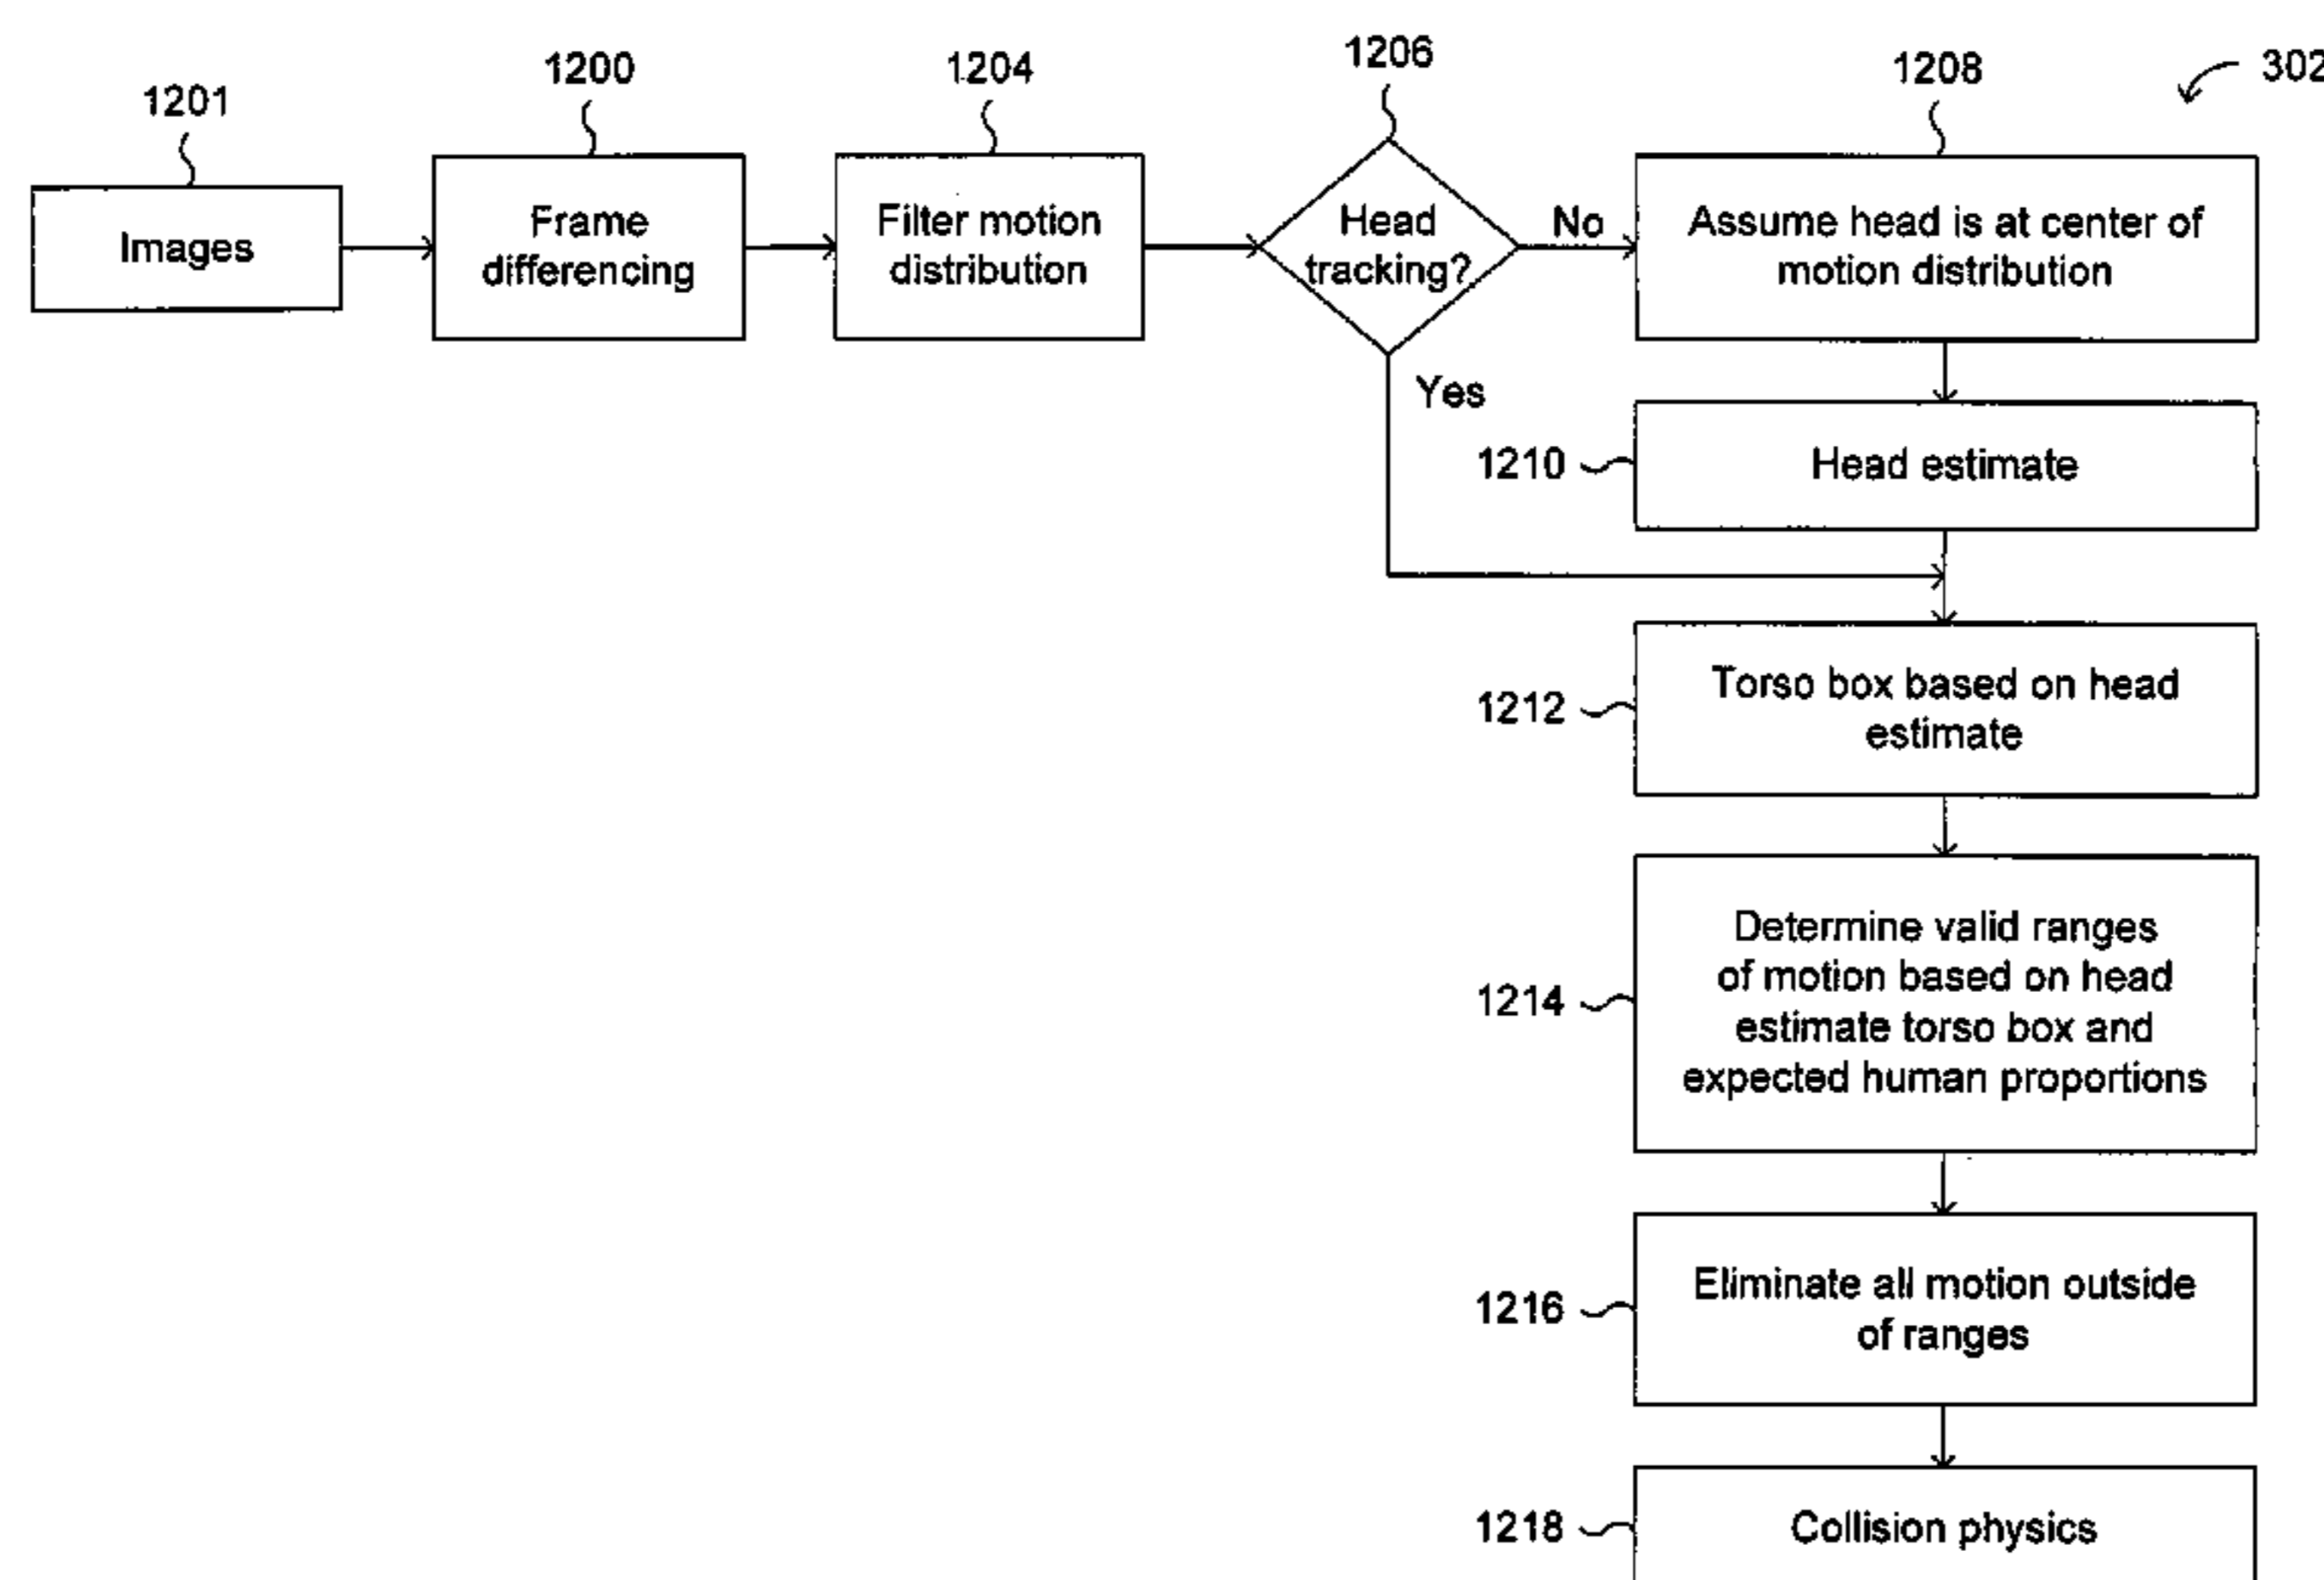 1201
1200
1204
1206
1208
302
Images
Frame
differencing
Filter motion
distribution
Head
tracking?
No
Assume head is at center of
motion distribution
Yes
1210
Head estimate
1212
Torso box based on head
estimate
1214
Determine valid ranges
of motion based on head
estimate torso box and
expected human proportions
1216
Eliminate all motion outside
of ranges
1218
Collision physics